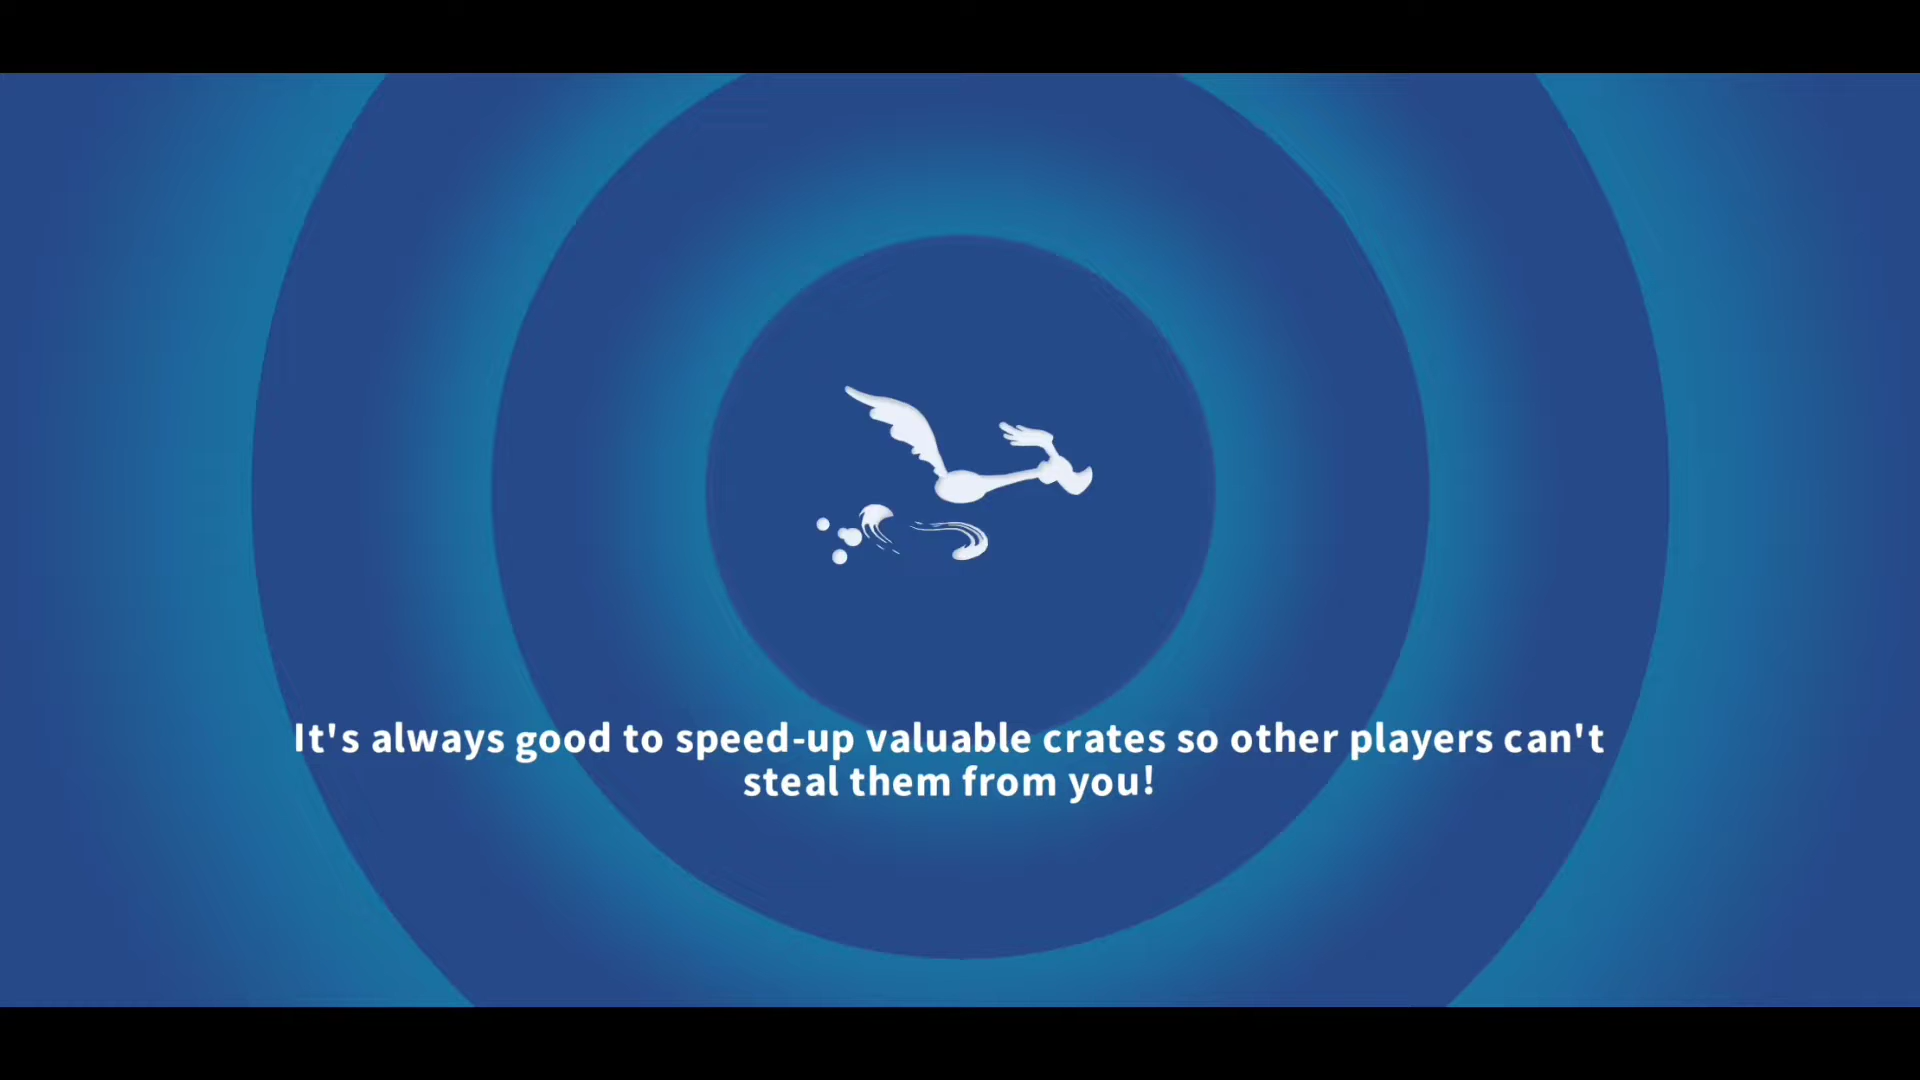 It's always good to speed-up valuable crates so other players can't
steal them from you!